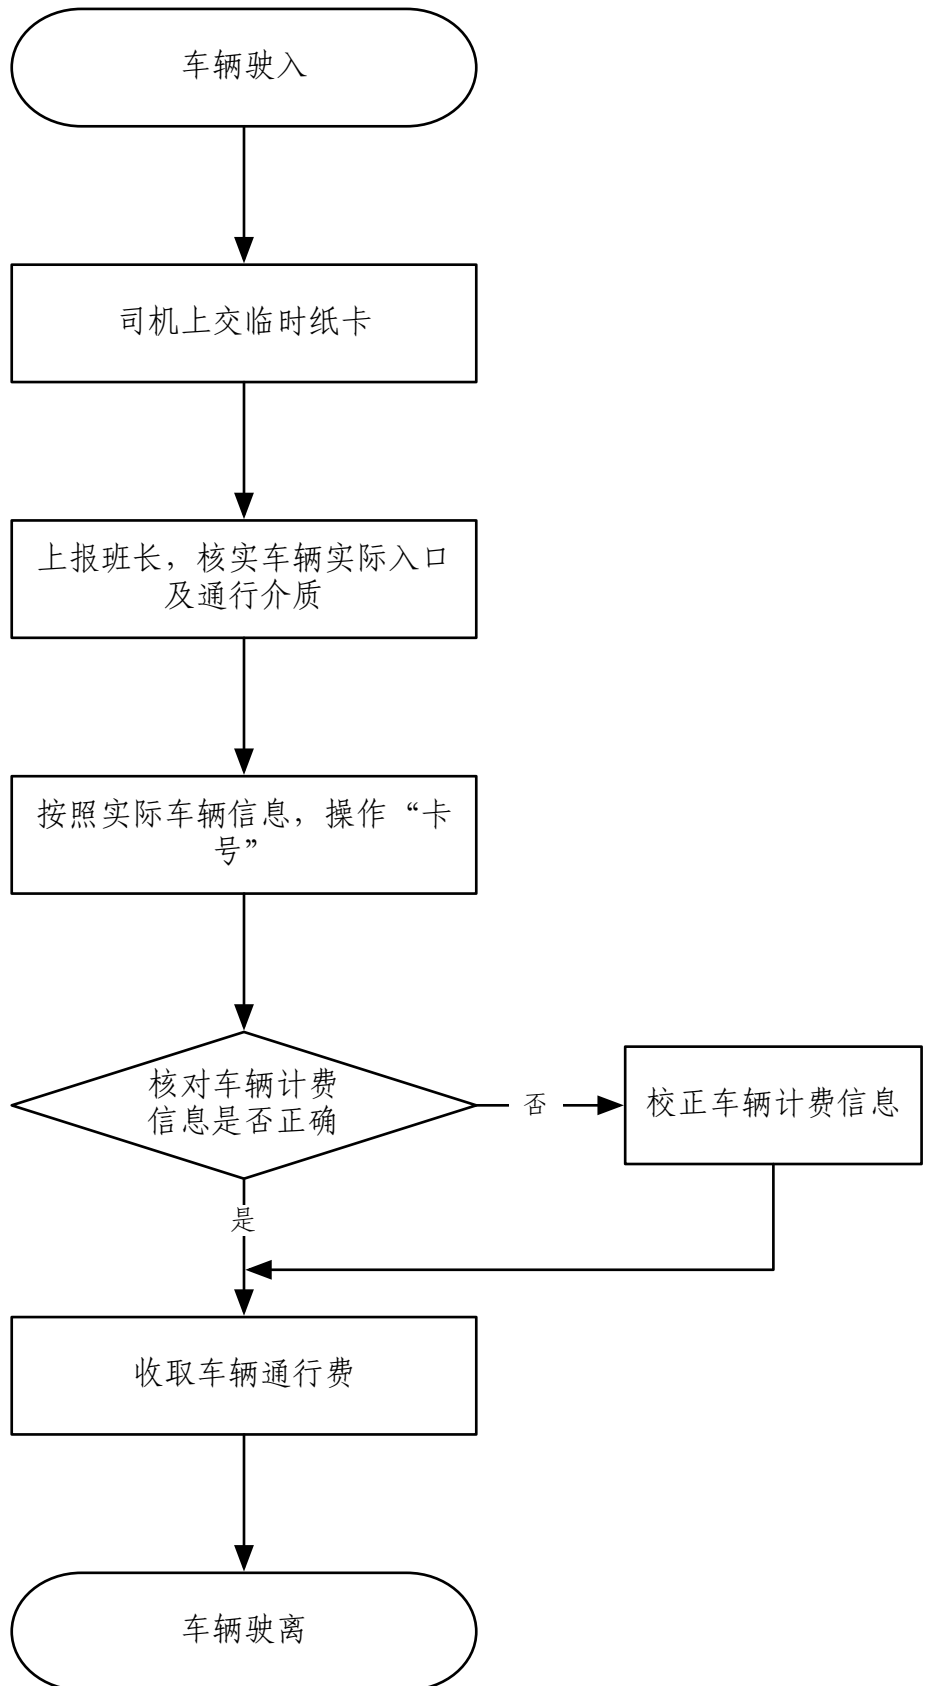 车辆驶入
司机上交临时纸卡
上报班长，核实车辆实际入口
及通行介质
按照实际车辆信息，操作“卡
号”
核对车辆计费
信息是否正确
否
校正车辆计费信息
是
收取车辆通行费
车辆驶离